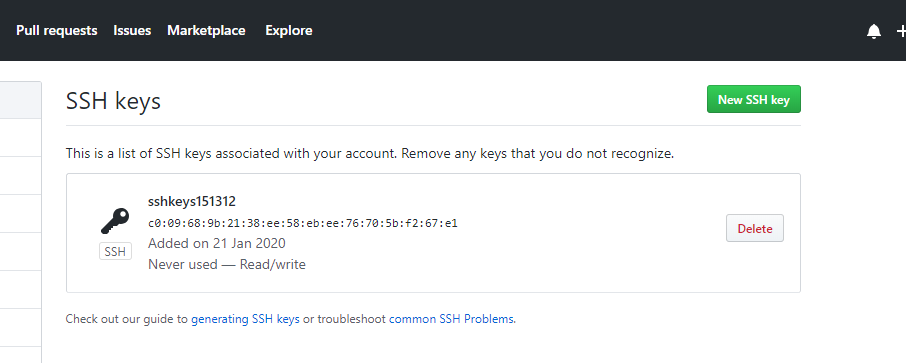 Pull requests Issues Marketplace Explore
SSH keys
New SSH key
This is a list of SSH keys associated with your account. Remove any keys that you do not recognize.
sshkeys151312
c0:09:68:9b:21:38:ee:58:eb:ee:76:70:5b:f2:67:e1
SSH
Added on 21 Jan 2020
Never used — Read/write
Delete
Check out our guide to generating SSH keys or troubleshoot common SSH Problems.